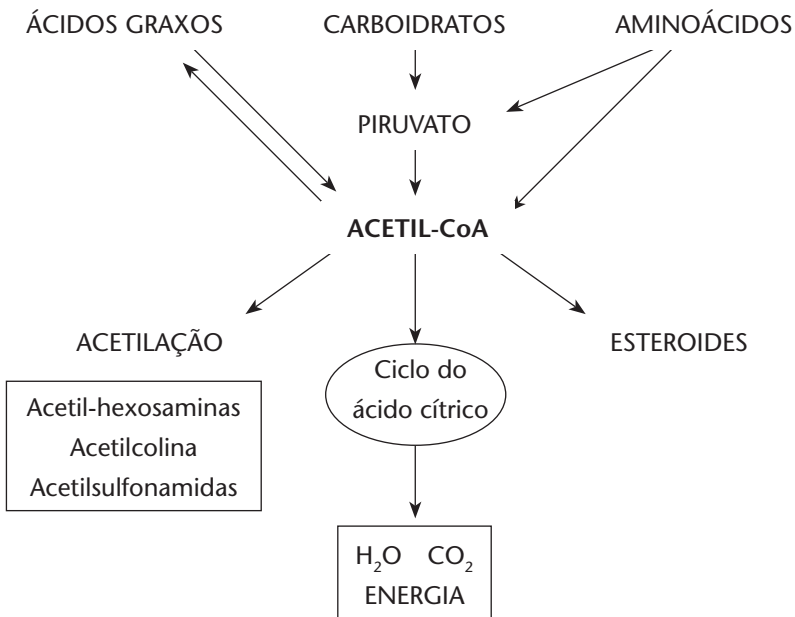 ÁCIDOS GRAXOS CARBOIDRATOS AMINOÁCIDOS
PIRUVATO
ACETIL-CoA
ACETILAÇÃO
ESTEROIDES
Acetil-hexosaminas
Acetilcolina
Acetilsulfonamidas
Ciclo do
ácido cítrico
H₂O CO₂
ENERGIA